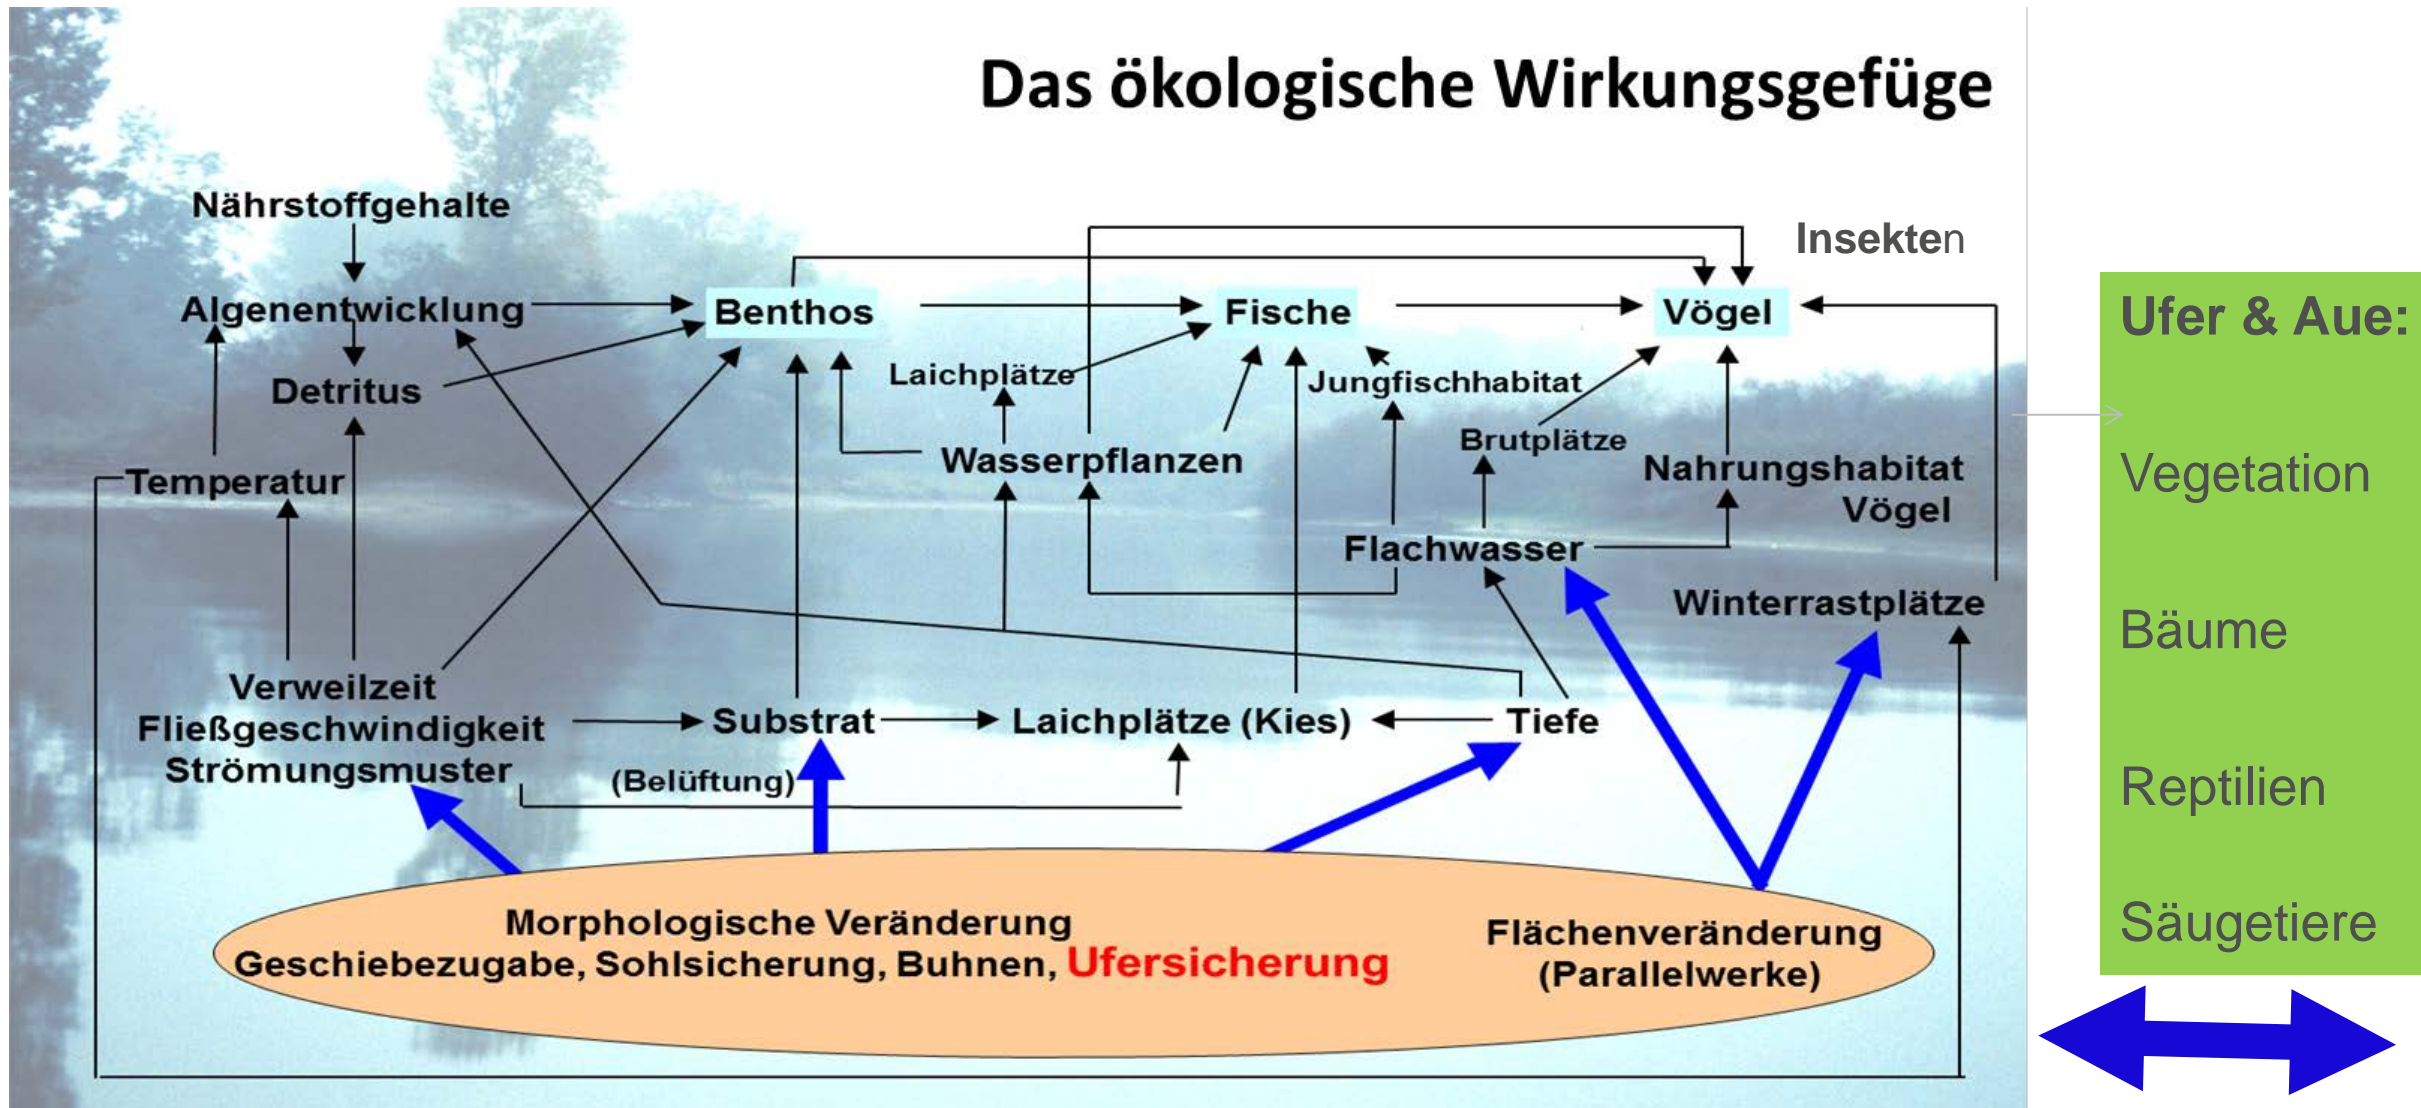 Das ökologische Wirkungsgefüge
Nährstoffgehalte
Insekten
Algenentwicklung
Benthos
Fische
Vögel
Detritus
Laichplätze
Jungfischhabitat
Brutplätze
Temperatur
Wasserpflanzen
Nahrungshabitat
Vögel
Flachwasser
Winterrastplätze
Verweilzeit
Fließgeschwindigkeit
Strömungsmuster
Substrat
Laichplätze (Kies)
Tiefe
(Belüftung)
Morphologische Veränderung
Geschiebezugabe, Sohlsicherung, Buhnen, Ufersicherung
Flächenveränderung
(Parallelwerke)
Ufer & Aue:
Vegetation
Bäume
Reptilien
Säugetiere